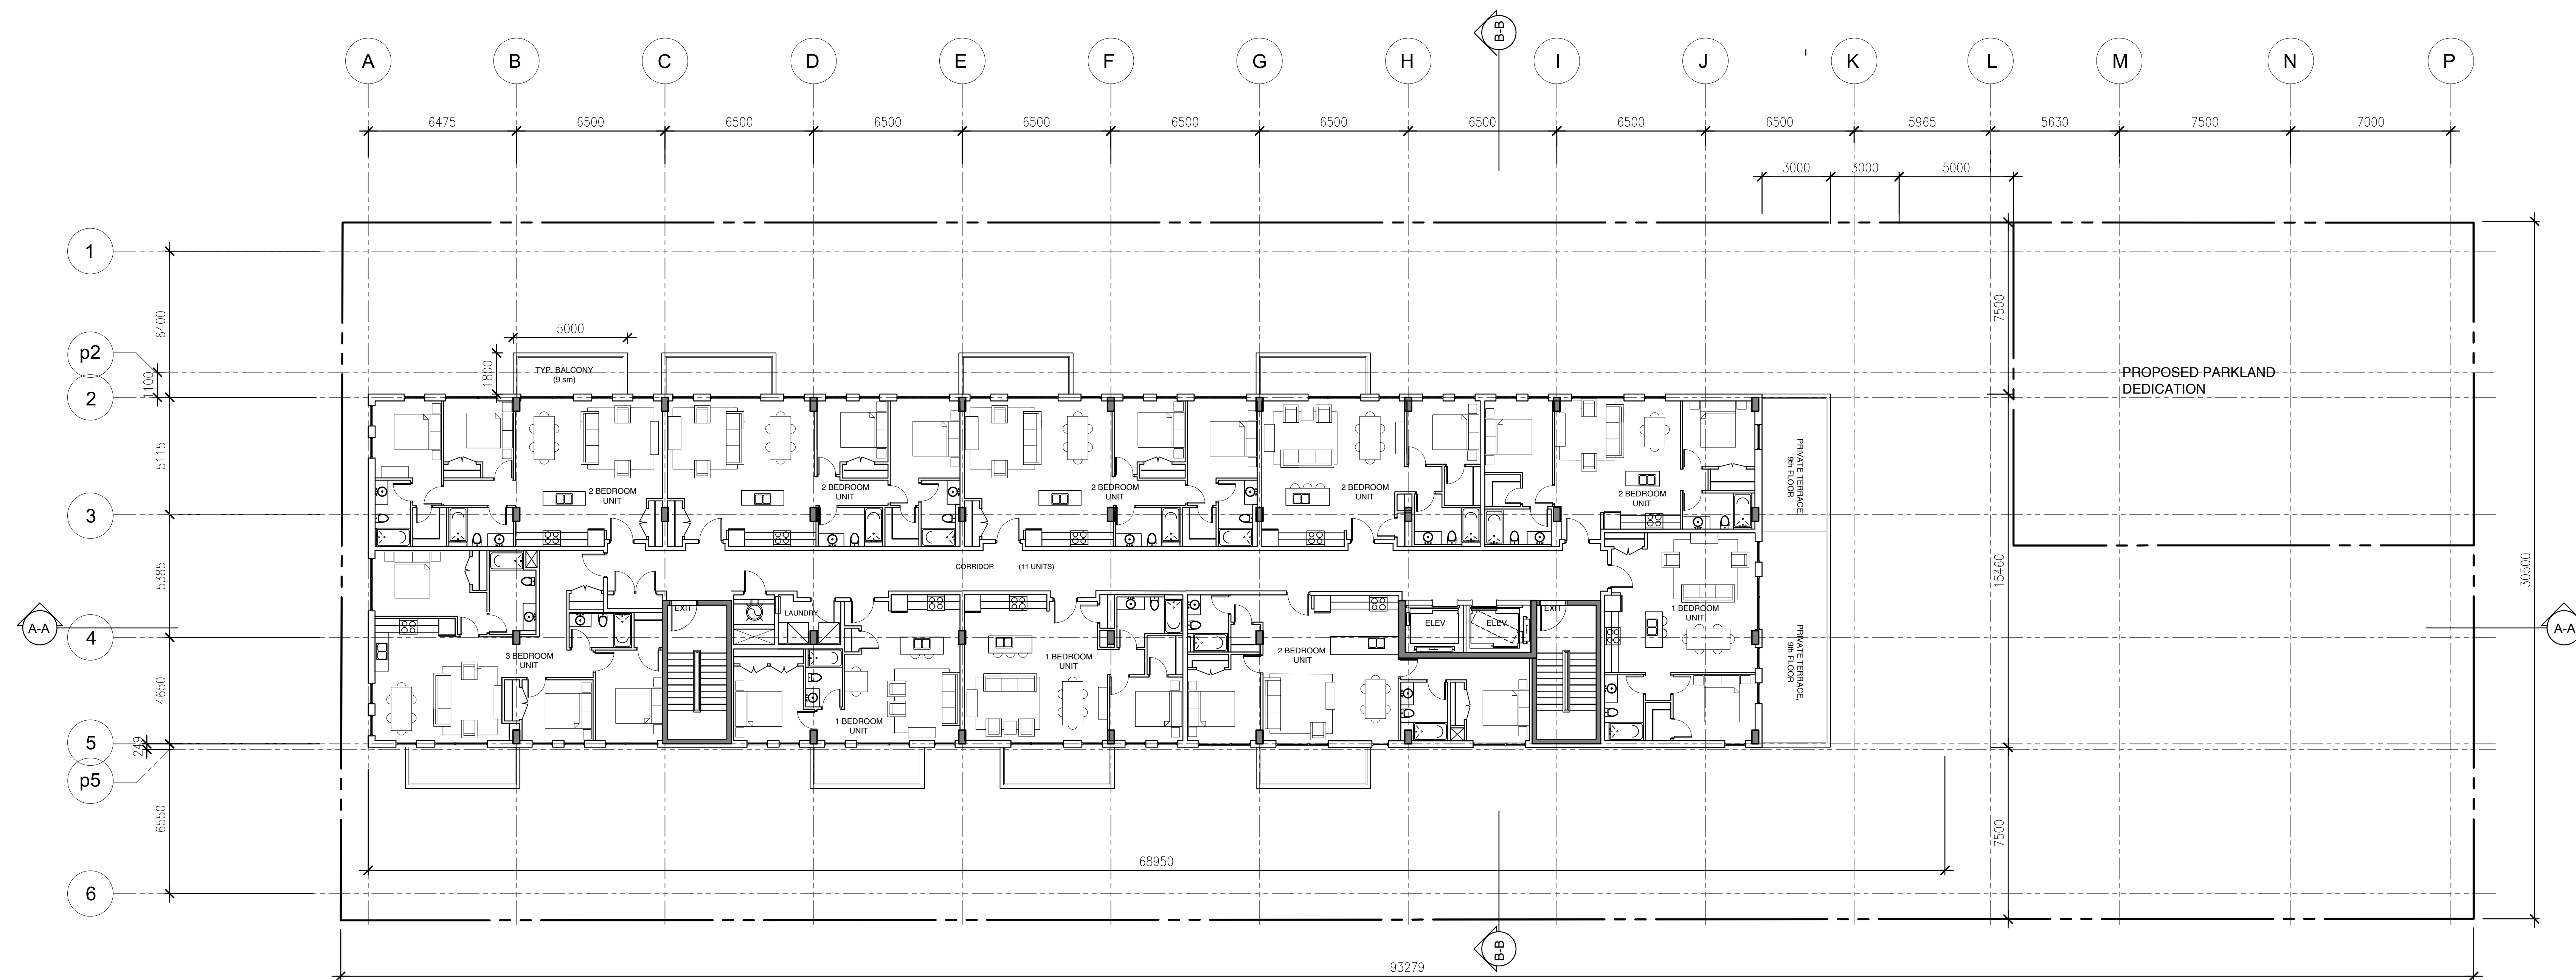 B-B
A
B
C
D
E
F
G
H
I
J
K
L
M
N
P
6475
6500
6500
6500
6500
6500
6500
6500
6500
6500
5965
5630
7500
7000
3000
3000
5000
1
p2
2
3
4
5
p5
6
6400
1100
5115
5385
4650
249
6550
A-A
A-A
5000
1800
TYP. BALCONY
(9 sm)
7500
15460
7500
30500
PROPOSED PARKLAND
DEDICATION
2 BEDROOM
UNIT
2 BEDROOM
UNIT
2 BEDROOM
UNIT
2 BEDROOM
UNIT
2 BEDROOM
UNIT
PRIVATE TERRACE
9th FLOOR
CORRIDOR (11 UNITS)
EXIT
LAUNDRY
ELEV
ELEV
EXIT
3 BEDROOM
UNIT
1 BEDROOM
UNIT
1 BEDROOM
UNIT
2 BEDROOM
UNIT
1 BEDROOM
UNIT
PRIVATE TERRACE,
9th FLOOR
68950
B-B
93279